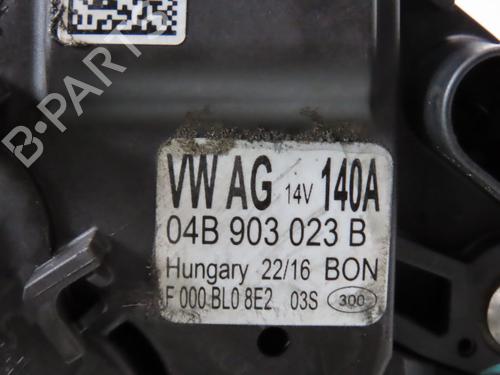 B-PARTS
VW AG 14V 140A
04B 903 023 B
Hungary 22/16 BON
F 000 BL0 8E2 03S 300